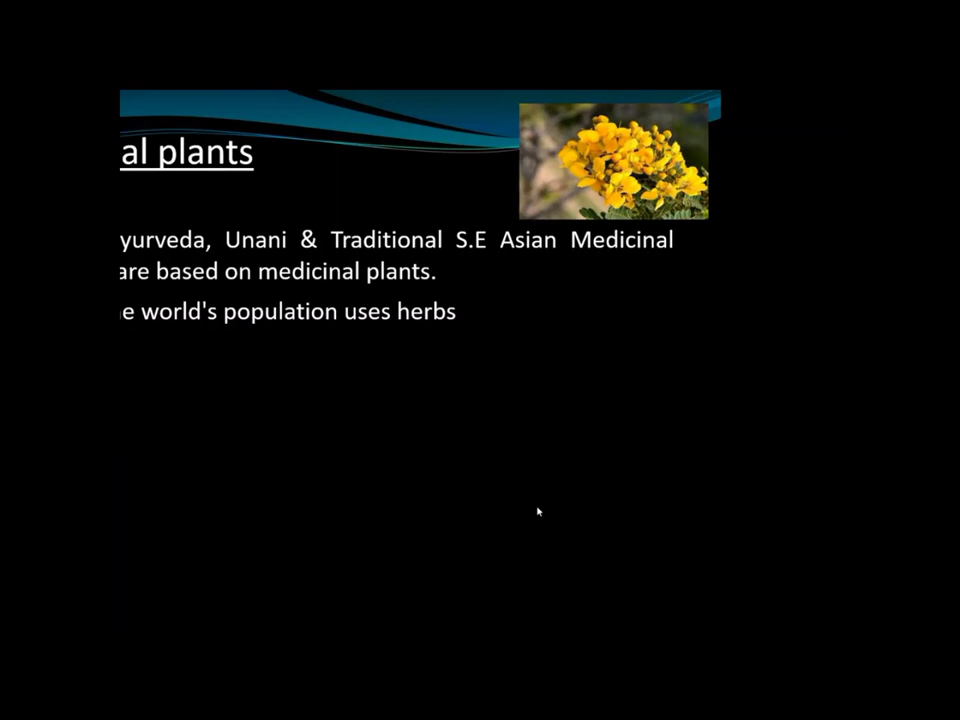 al plants
yurveda, Unani & Traditional S.E Asian Medicinal
are based on medicinal plants.
e world's population uses herbs